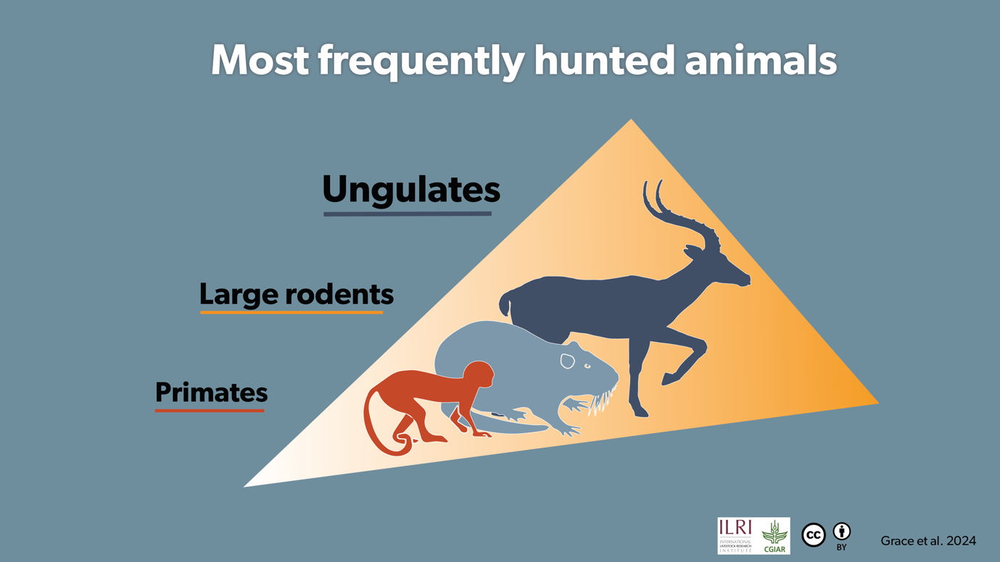 Most frequently hunted animals
Ungulates
Large rodents
Primates
ILRI
INTERNATIONAL
LIVESTOCK RESEARCH
INSTITUTE
CGIAR
cc
BY
Grace et al. 2024